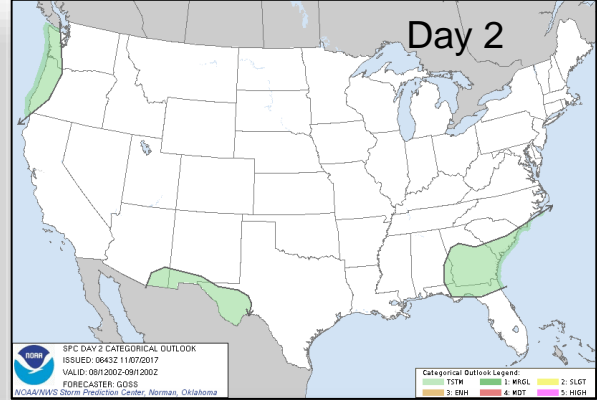 Day 2
SPC DAY 2 CATEGORICAL OUTLOOK
ISSUED: 0643Z 11/07/2017
VALID: 08/1200Z-09/1200Z
FORECASTER: GOSS
NOAA/NWS Storm Prediction Center, Norman, Oklahoma
NOAA
Categorical Outlook Legend:
TSTM 1: MRGL 2: SLGT
3: ENH 4: MDT 5: HIGH